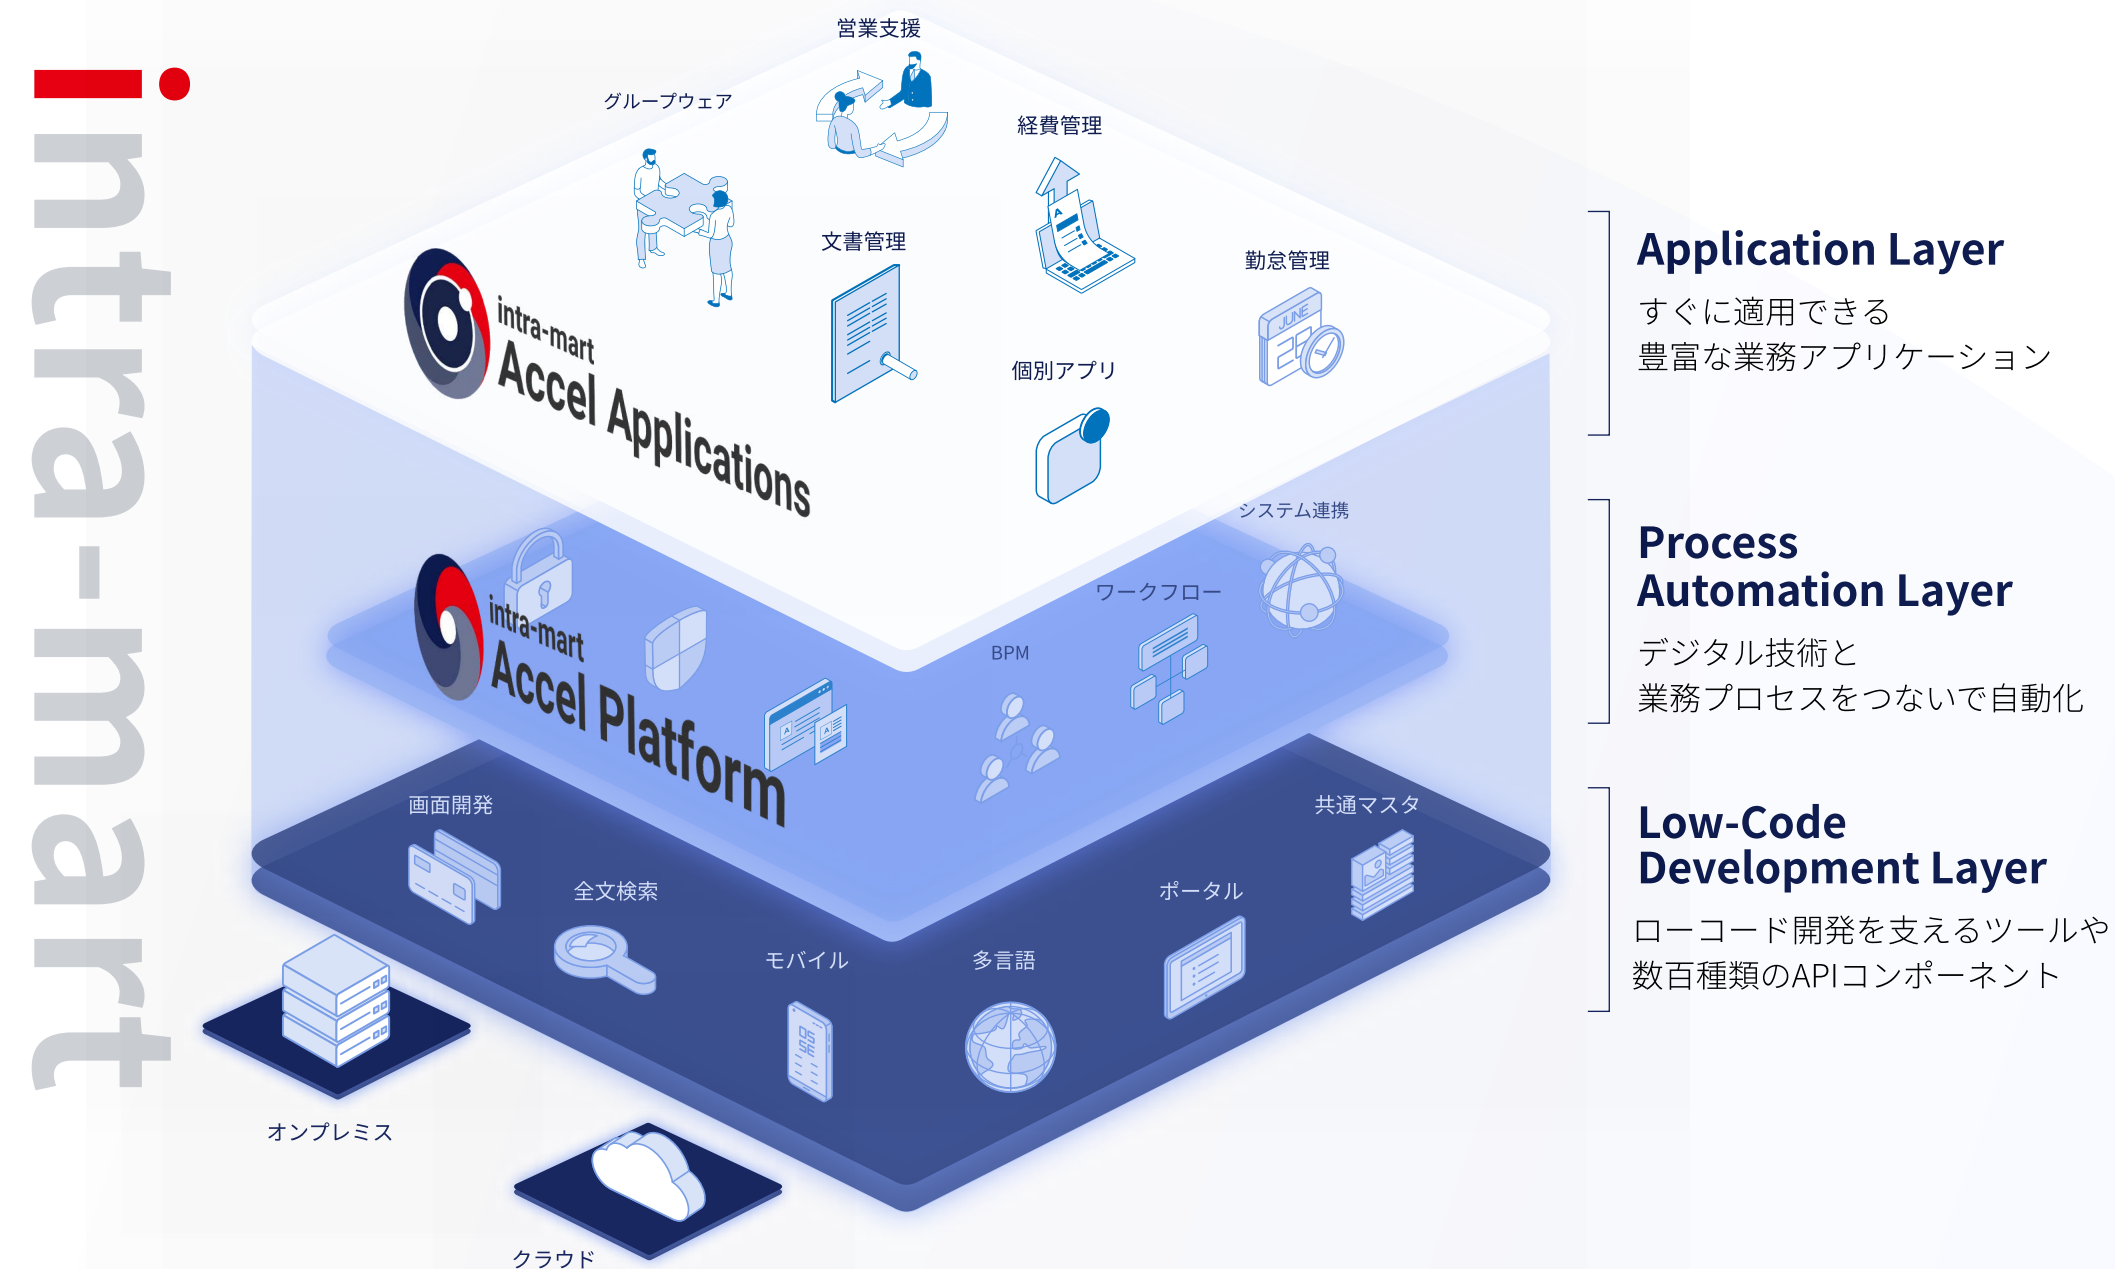 intra-mart
営業支援
グループウェア
経費管理
文書管理
勤怠管理
JUNE
個別アプリ
intra-mart
Accel Applications
システム連携
ワークフロー
BPM
intra-mart
Accel Platform
画面開発
共通マスタ
全文検索
ポータル
モバイル
多言語
オンプレミス
クラウド
Application Layer
すぐに適用できる
豊富な業務アプリケーション
Process
Automation Layer
デジタル技術と
業務プロセスをつないで自動化
Low-Code
Development Layer
ローコード開発を支えるツールや
数百種類のAPIコンポーネント